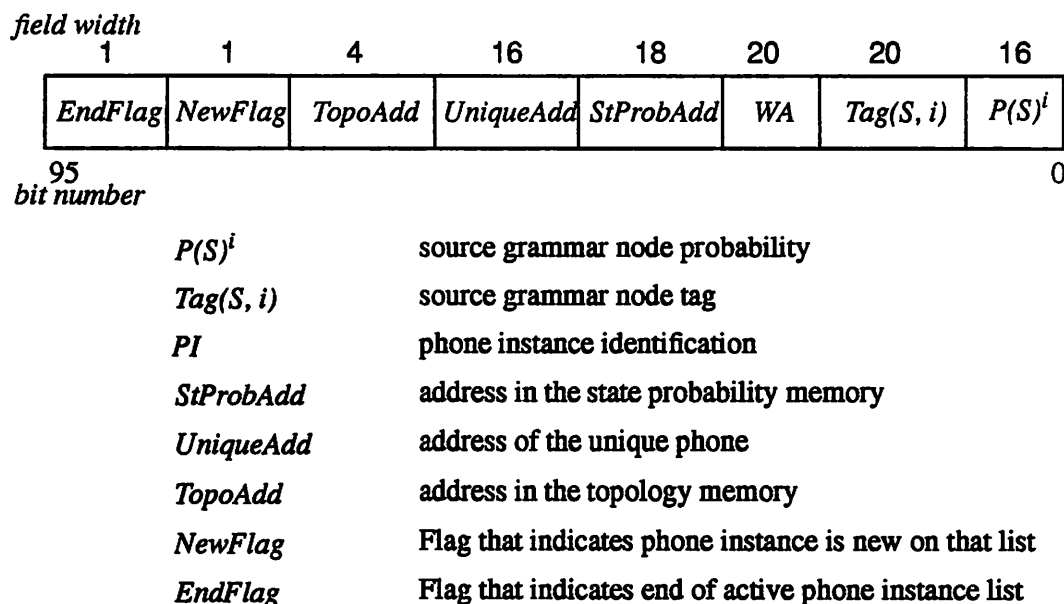 field width
1 1 4 16 18 20 20 16
EndFlag NewFlag TopoAdd UniqueAdd StProbAdd WA Tag(S, i) P(S)^i
95 0
bit number
P(S)^i source grammar node probability
Tag(S, i) source grammar node tag
PI phone instance identification
StProbAdd address in the state probability memory
UniqueAdd address of the unique phone
TopoAdd address in the topology memory
NewFlag Flag that indicates phone instance is new on that list
EndFlag Flag that indicates end of active phone instance list